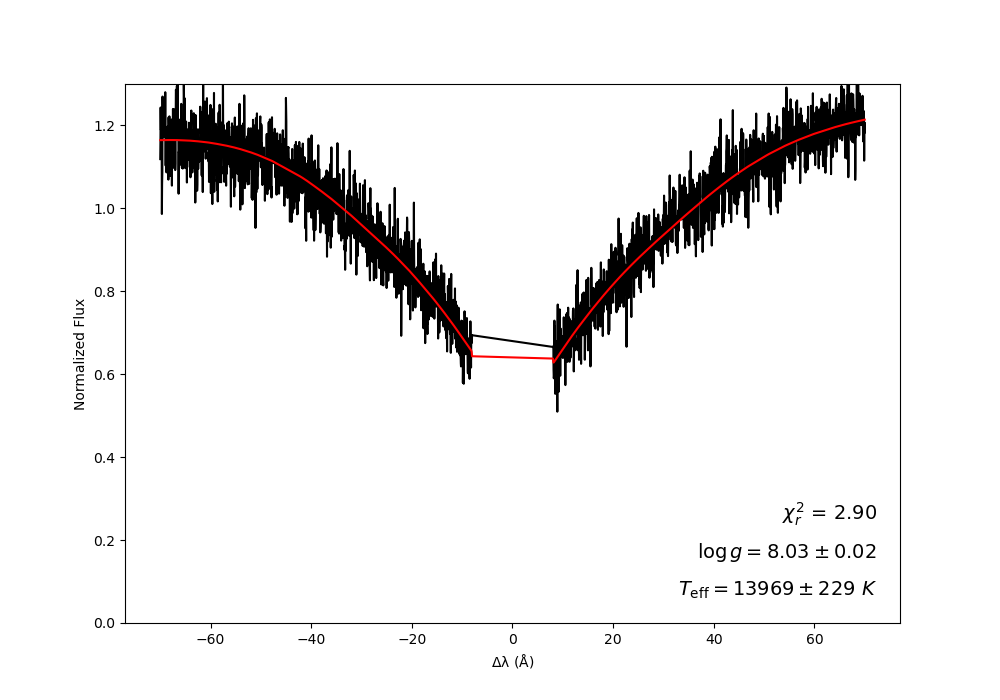 1.2
1.0
0.8
0.6
0.4
0.2
0.0
Normalized Flux
χ²ᵣ = 2.90
log g = 8.03 ± 0.02
T_eff = 13969 ± 229 K
−60 −40 −20 0 20 40 60
Δλ (Å)